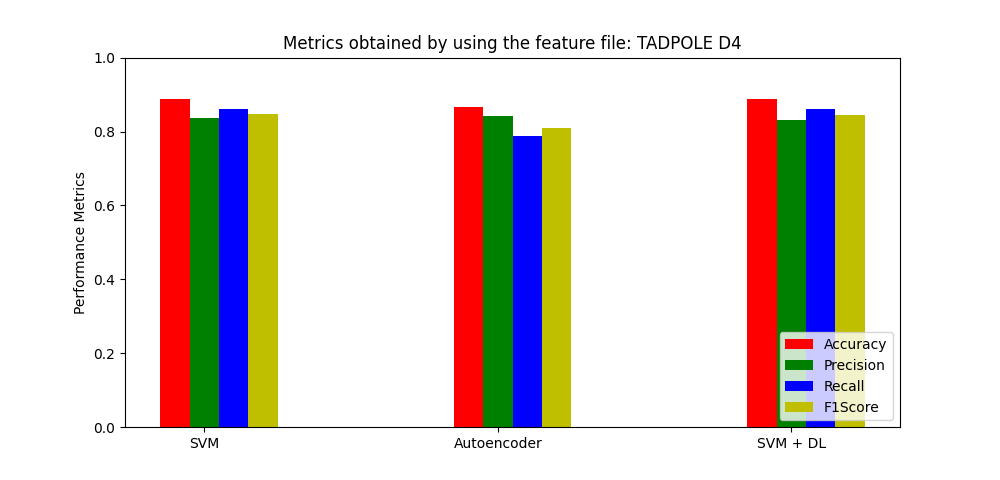 Metrics obtained by using the feature file: TADPOLE D4
Performance Metrics
1.0
0.8
0.6
0.4
0.2
0.0
SVM
Autoencoder
SVM + DL
Accuracy
Precision
Recall
F1Score